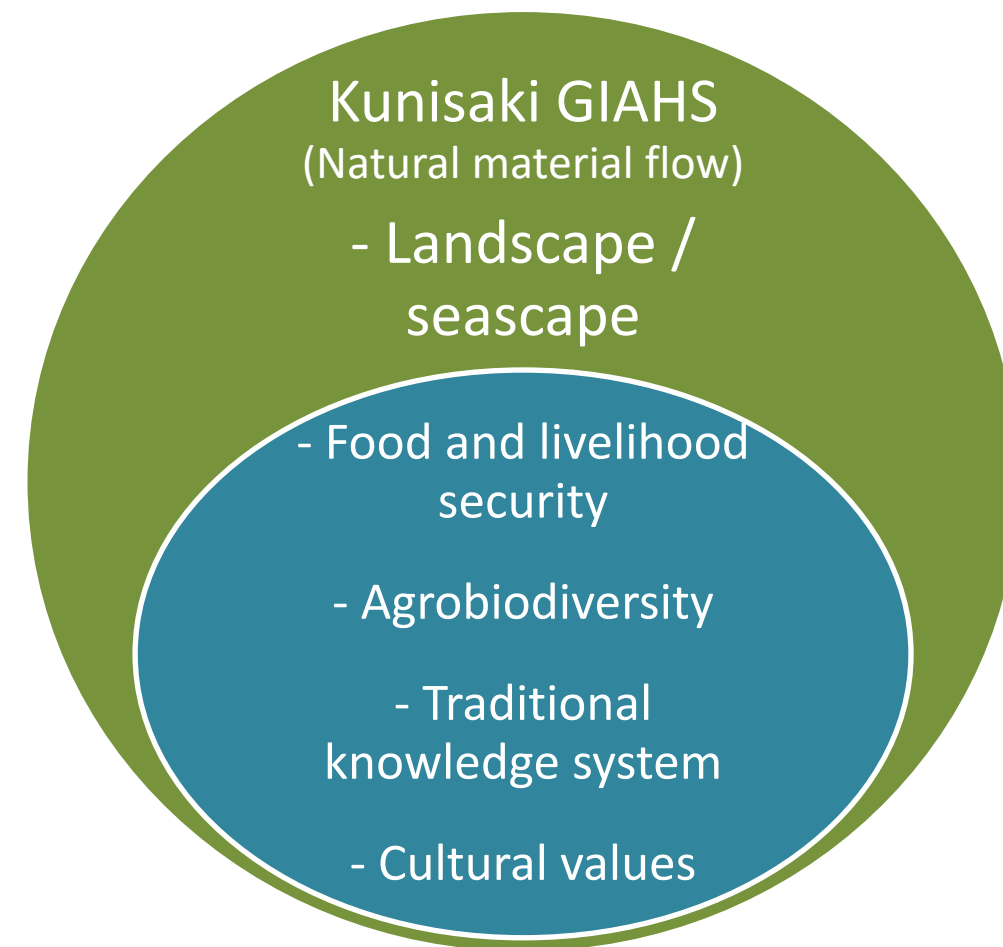 Kunisaki GIAHS
(Natural material flow)
- Landscape /
seascape
- Food and livelihood
security
- Agrobiodiversity
- Traditional
knowledge system
- Cultural values